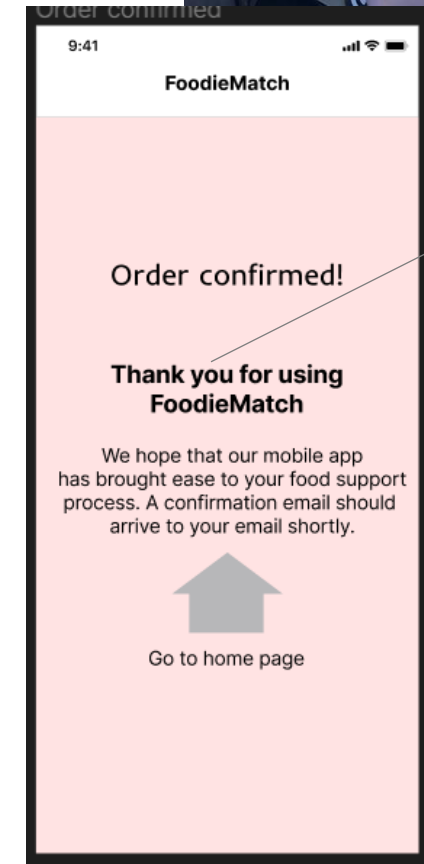 Order confirmed
9:41
FoodieMatch
Order confirmed!
Thank you for using
FoodieMatch
We hope that our mobile app
has brought ease to your food support
process. A confirmation email should
arrive to your email shortly.
Go to home page